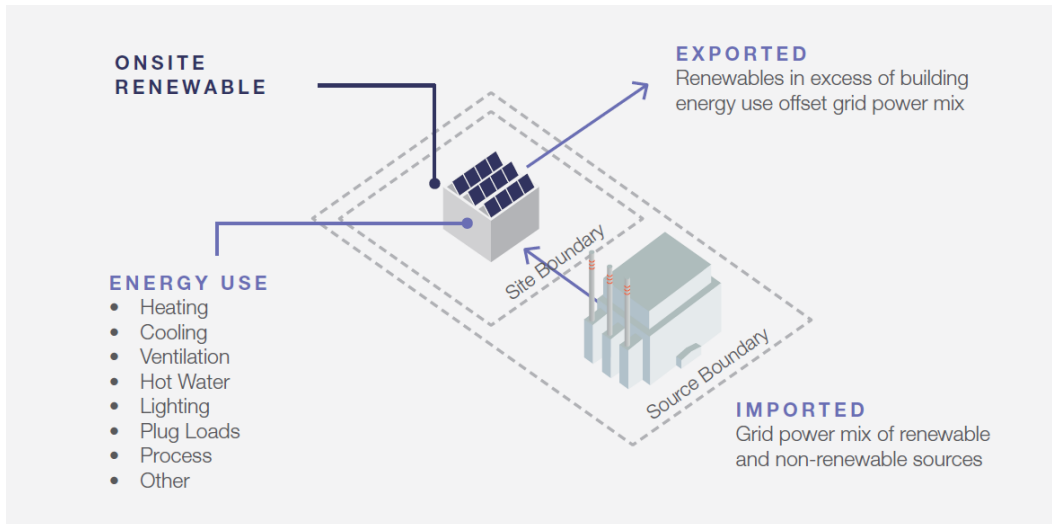 ONSITE
RENEWABLE
EXPORTED
Renewables in excess of building
energy use offset grid power mix
Site Boundary
ENERGY USE
• Heating
• Cooling
• Ventilation
• Hot Water
• Lighting
• Plug Loads
• Process
• Other
Source Boundary
IMPORTED
Grid power mix of renewable
and non-renewable sources